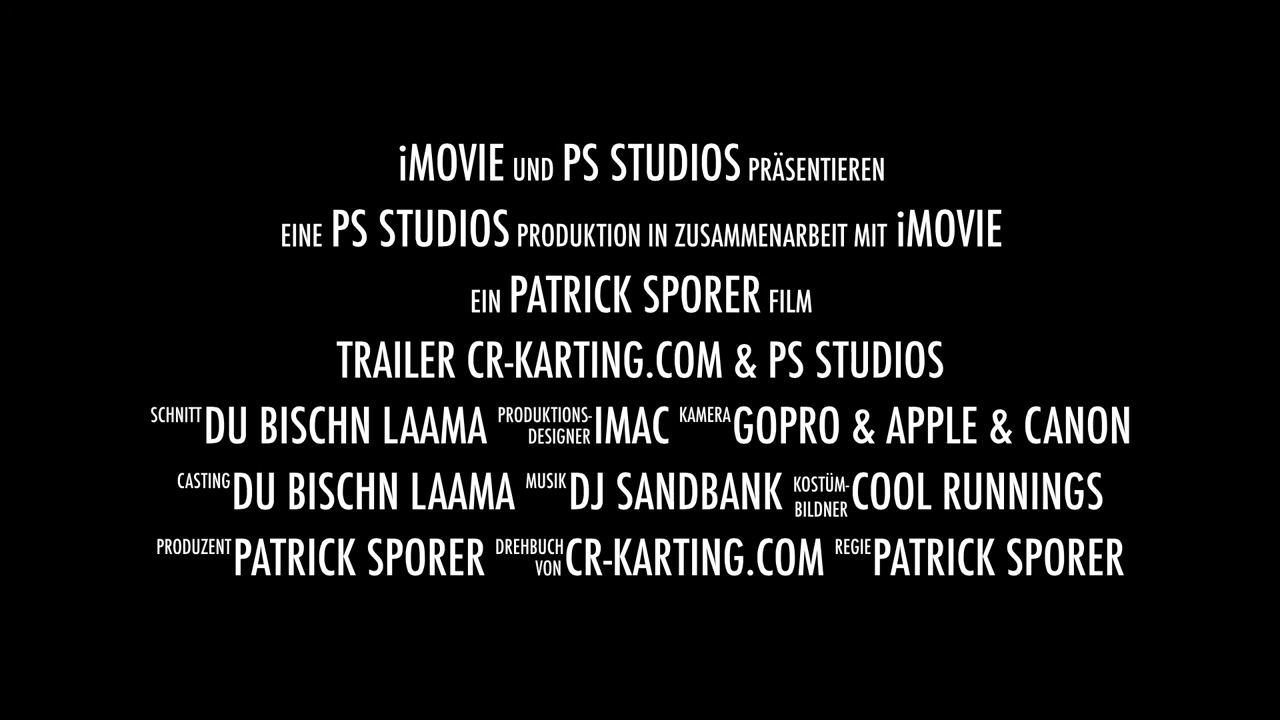 iMOVIE UND PS STUDIOS PRÄSENTIEREN
EINE PS STUDIOS PRODUKTION IN ZUSAMMENARBEIT MIT iMOVIE
EIN PATRICK SPORER FILM
TRAILER CR-KARTING.COM & PS STUDIOS
SCHNITT DU BISCHN LAAMA PRODUKTIONS-DESIGNER IMAC KAMERA GOPRO & APPLE & CANON
CASTING DU BISCHN LAAMA MUSIK DJ SANDBANK KOSTÜM-BILDNER COOL RUNNINGS
PRODUZENT PATRICK SPORER DREHBUCH VON CR-KARTING.COM REGIE PATRICK SPORER